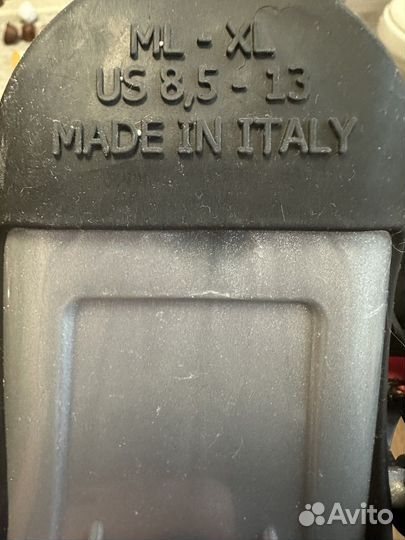 ML - XL
US 8,5 - 13
MADE IN ITALY
Avito